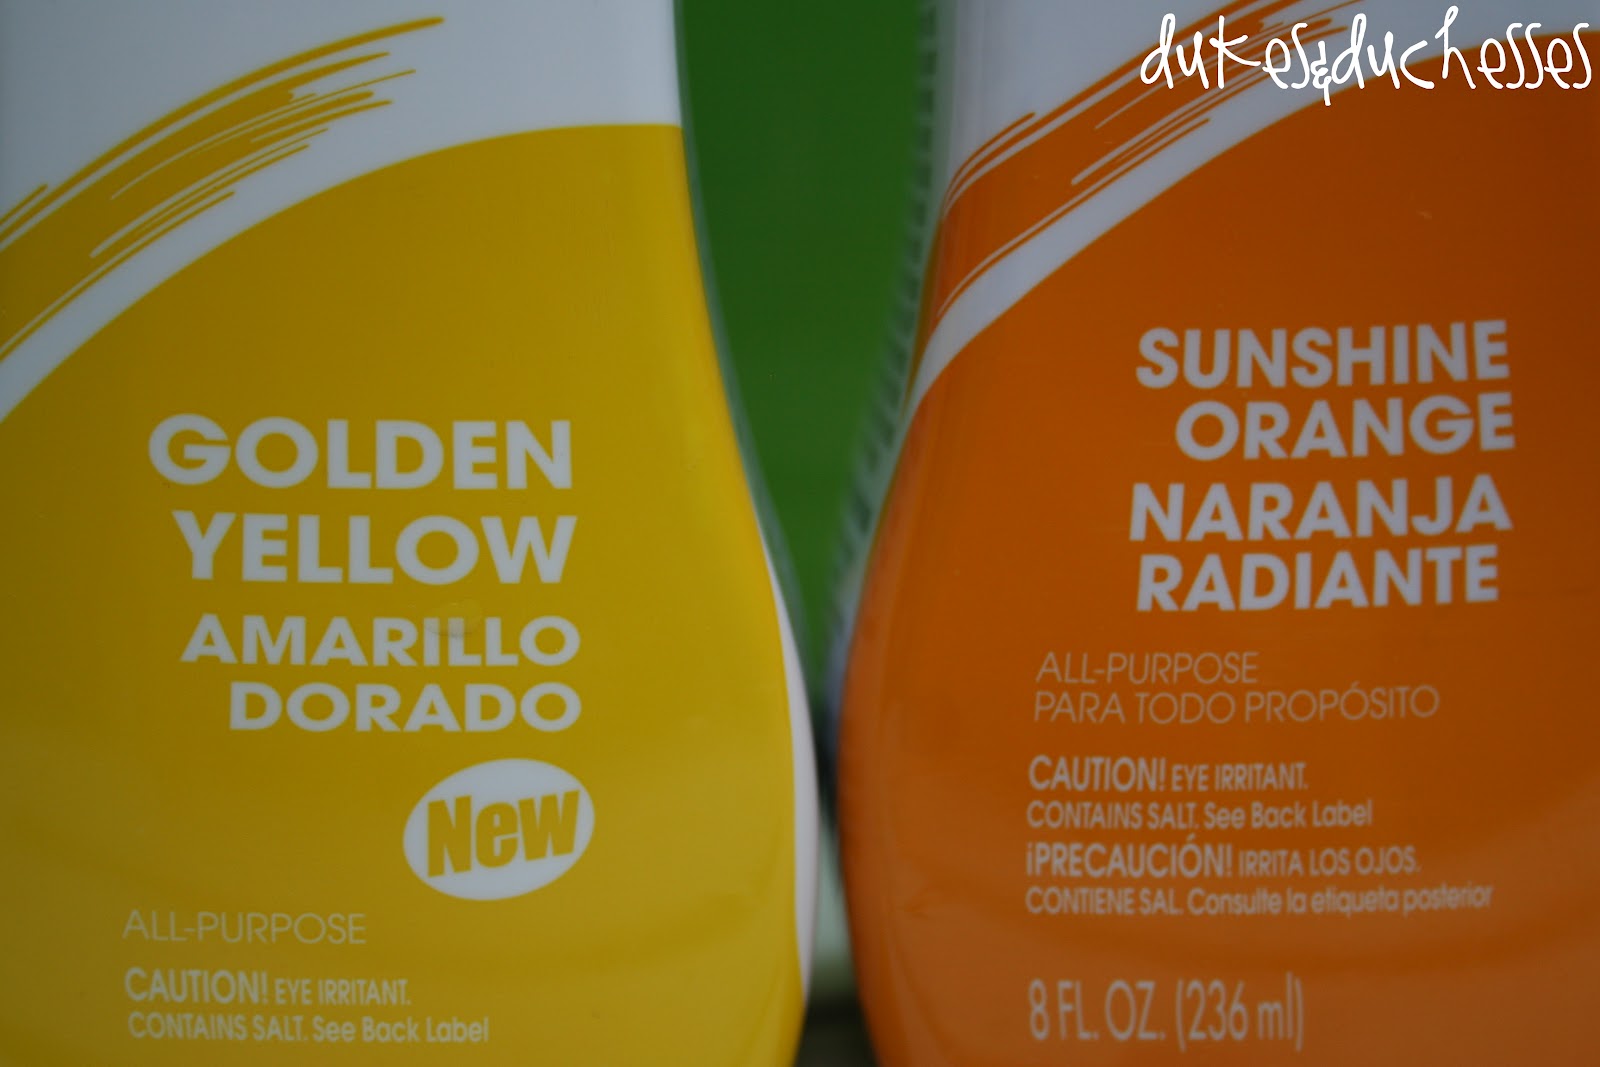 dukes&duchesses
GOLDEN
YELLOW
AMARILLO
DORADO
New
ALL-PURPOSE
CAUTION! EYE IRRITANT.
CONTAINS SALT. See Back Label
SUNSHINE
ORANGE
NARANJA
RADIANTE
ALL-PURPOSE
PARA TODO PROPÓSITO
CAUTION! EYE IRRITANT.
CONTAINS SALT. See Back Label
¡PRECAUCIÓN! IRRITA LOS OJOS.
CONTIENE SAL. Consulte la etiqueta posterior
8 FL. OZ. (236 ml)